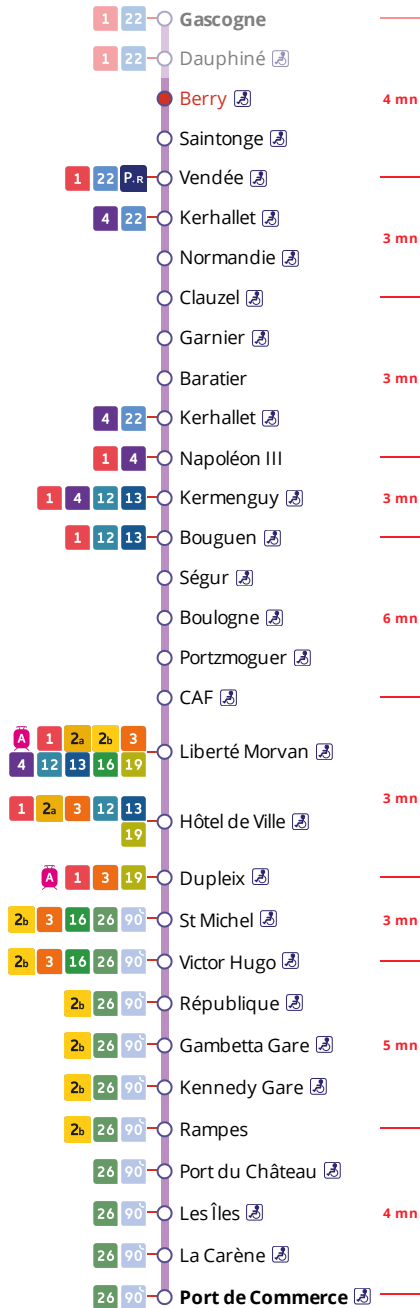 1 22 Gascogne
1 22 Dauphiné
Berry 4 mn
Saintonge
1 22 P+R Vendée
4 22 Kerhallet
3 mn
Normandie
Clauzel
Garnier
Baratier 3 mn
4 22 Kerhallet
1 4 Napoléon III
1 4 12 13 Kermenguy 3 mn
1 12 13 Bouguen
Ségur
Boulogne 6 mn
Portzmoguer
CAF
A 1 2a 2b 3
Liberté Morvan
4 12 13 16 19
3 mn
1 2a 3 12 13
Hôtel de Ville
19
A 1 3 19 Dupleix
2b 3 16 26 90 St Michel 3 mn
2b 3 16 26 90 Victor Hugo
2b 26 90 République
2b 26 90 Gambetta Gare 5 mn
2b 26 90 Kennedy Gare
2b 26 90 Rampes
26 90 Port du Château
26 90 Les Îles 4 mn
26 90 La Carène
26 90 Port de Commerce